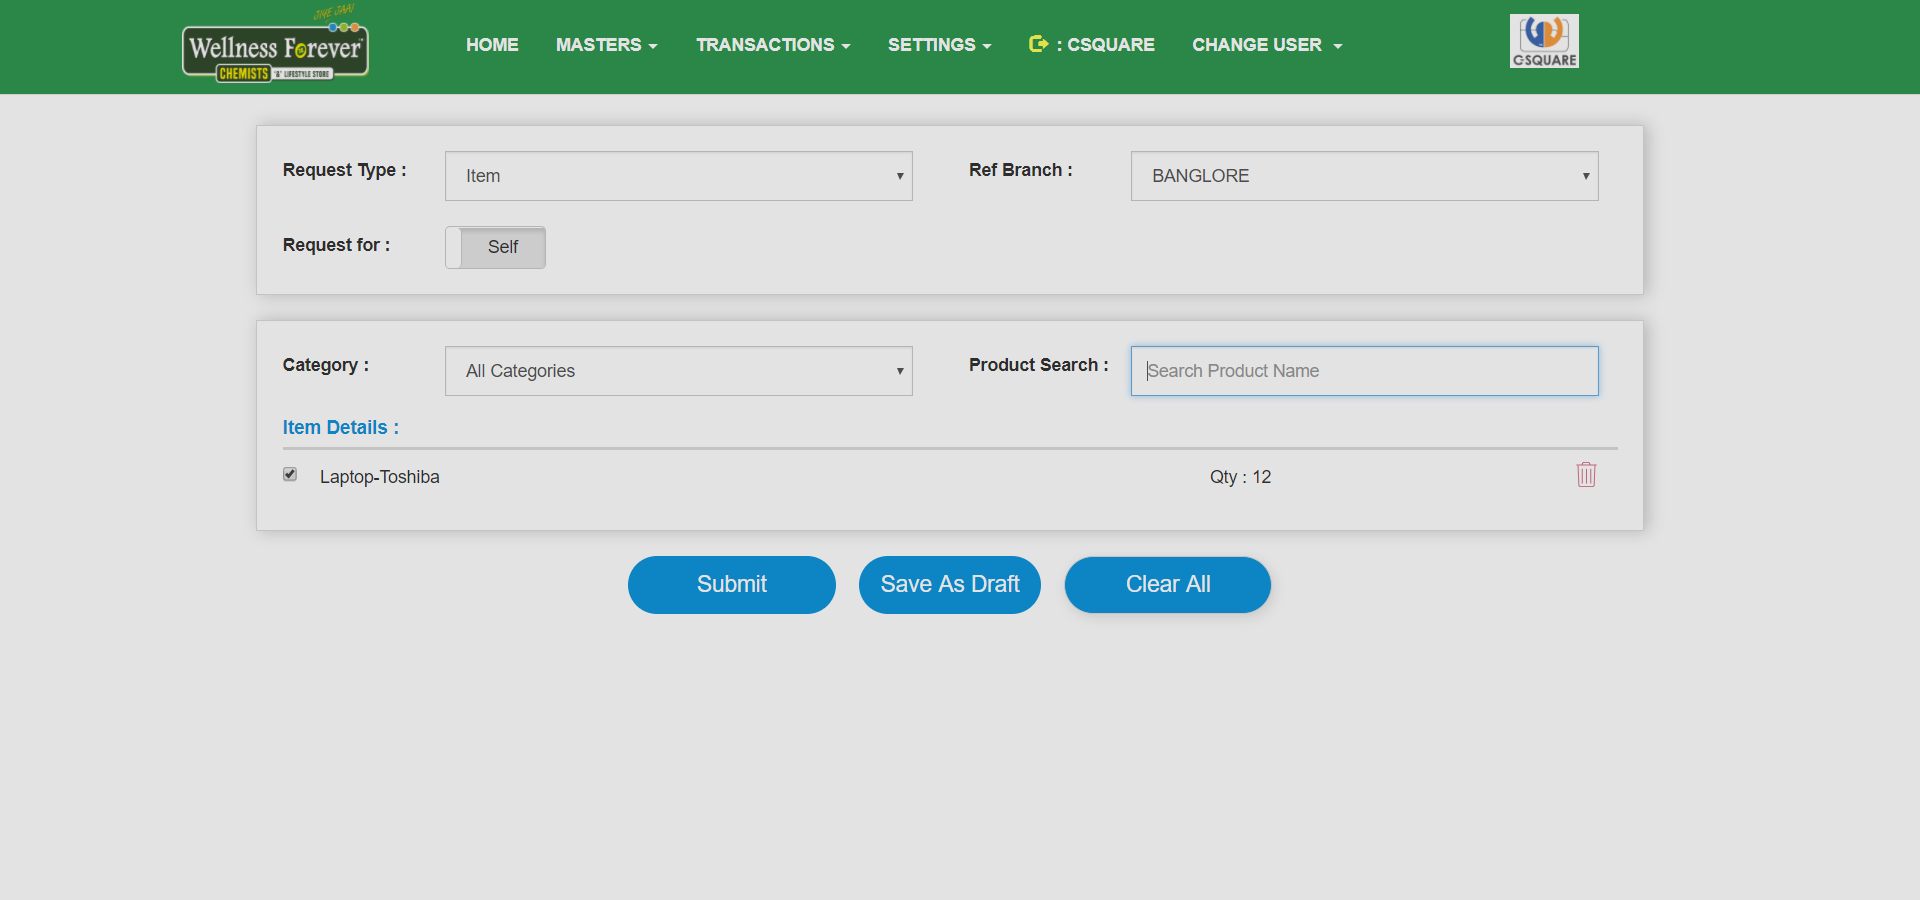 JIYE JAA!
Wellness Forever
CHEMISTS '&' LIFESTYLE STORE
HOME MASTERS TRANSACTIONS SETTINGS : CSQUARE CHANGE USER
C-SQUARE
Request Type : Item Ref Branch : BANGLORE
Request for : Self
Category : All Categories Product Search : Search Product Name
Item Details :
Laptop-Toshiba Qty : 12
Submit Save As Draft Clear All